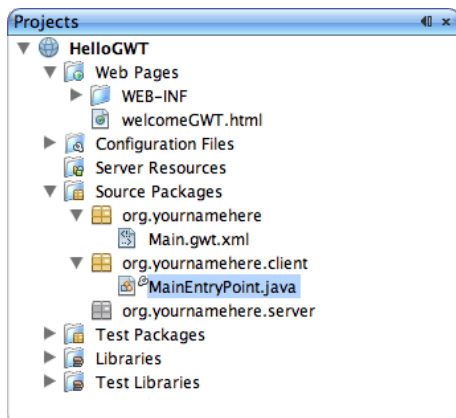 Projects
HelloGWT
Web Pages
WEB-INF
welcomeGWT.html
Configuration Files
Server Resources
Source Packages
org.yournamehere
Main.gwt.xml
org.yournamehere.client
MainEntryPoint.java
org.yournamehere.server
Test Packages
Libraries
Test Libraries